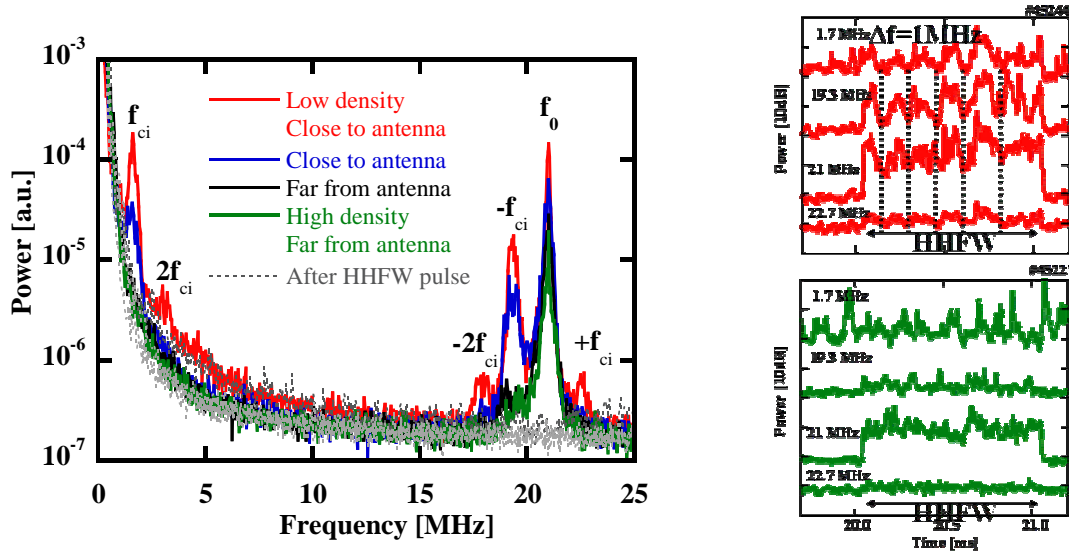 10^-3
10^-4
10^-5
10^-6
10^-7
Power [a.u.]
0
5
10
15
20
25
Frequency [MHz]
f_ci
2f_ci
-2f_ci
-f_ci
f_0
+f_ci
Low density
Close to antenna
Close to antenna
Far from antenna
High density
Far from antenna
After HHFW pulse
Δf=1MHz
1.7 MHz
19.3 MHz
21 MHz
22.7 MHz
HHFW
Power [10dB]
1.7 MHz
19.3 MHz
21 MHz
22.7 MHz
HHFW
Power [10dB]
20.0
20.5
21.0
Time [ms]